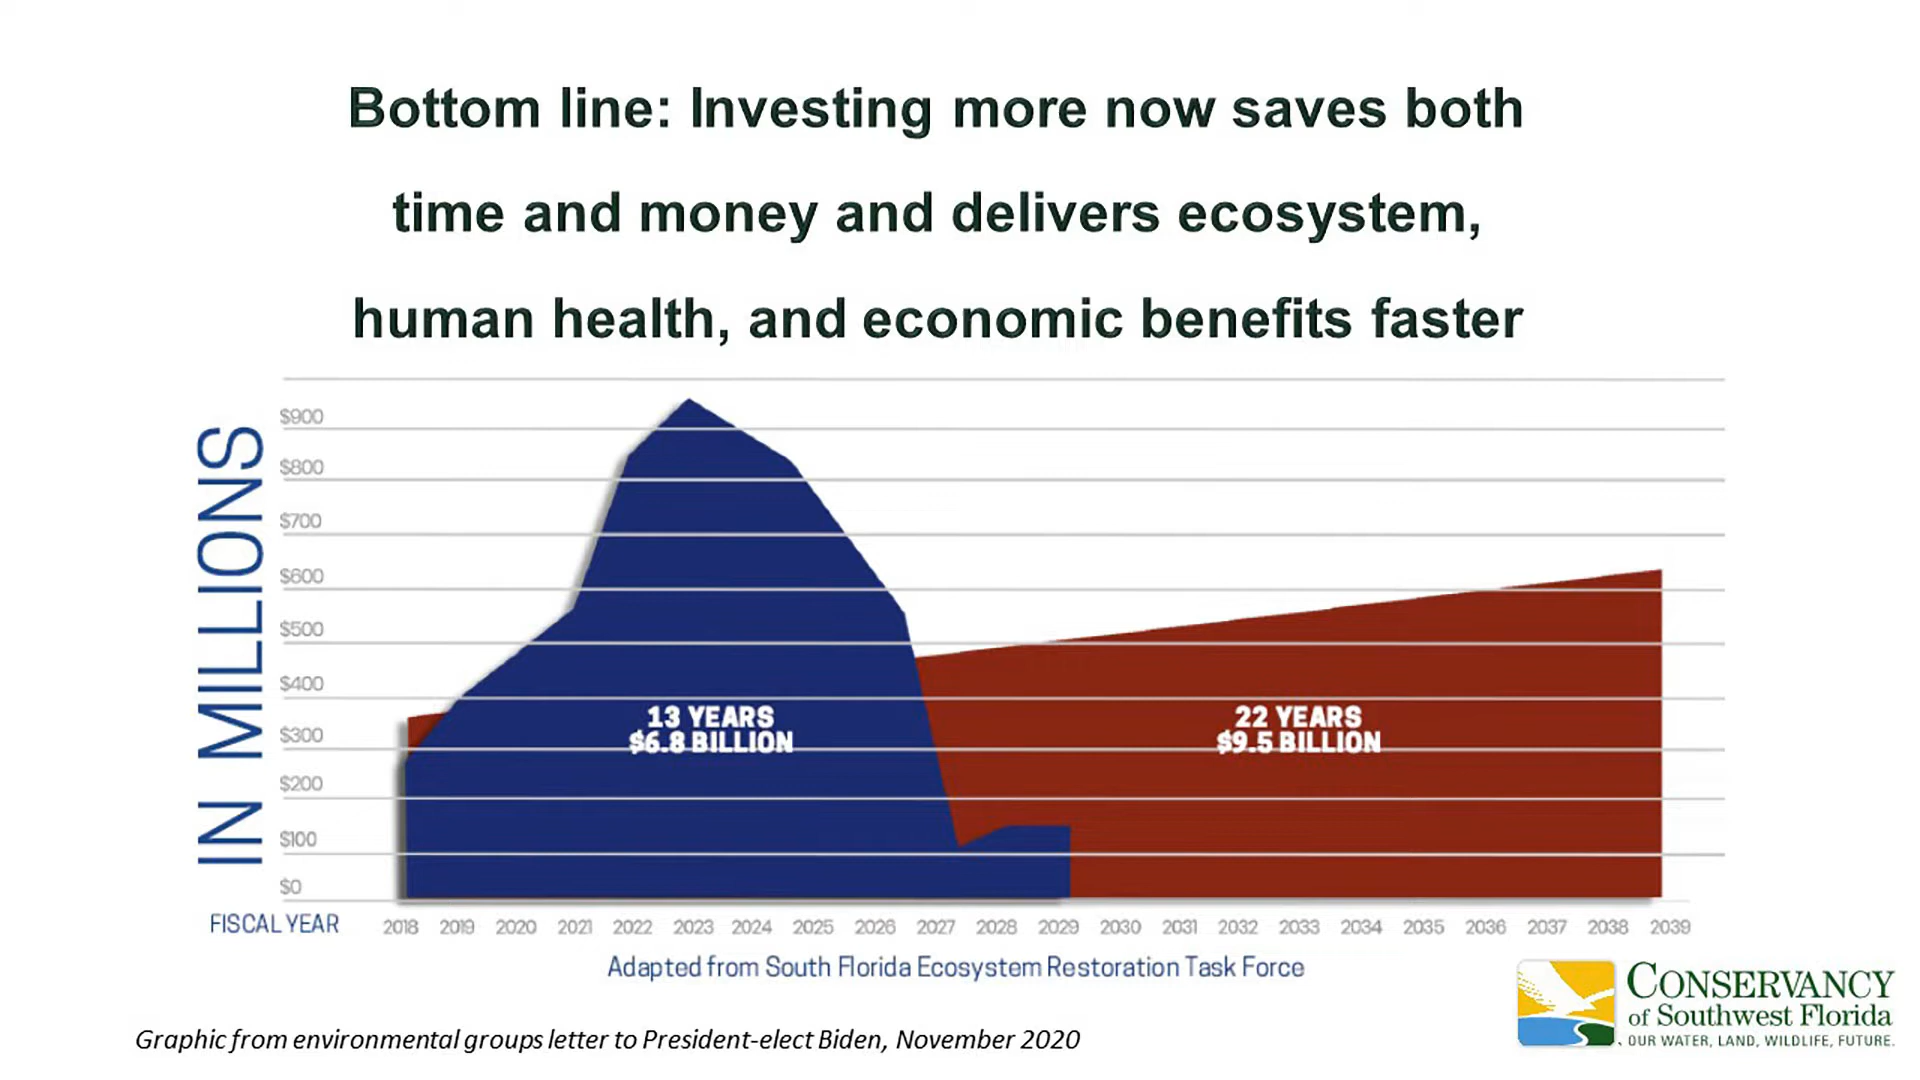 Bottom line: Investing more now saves both
time and money and delivers ecosystem,
human health, and economic benefits faster
IN MILLIONS
$900
$800
$700
$600
$500
$400
$300
$200
$100
$0
13 YEARS
$6.8 BILLION
22 YEARS
$9.5 BILLION
FISCAL YEAR 2018 2019 2020 2021 2022 2023 2024 2025 2026 2027 2028 2029 2030 2031 2032 2033 2034 2035 2036 2037 2038 2039
Adapted from South Florida Ecosystem Restoration Task Force
Graphic from environmental groups letter to President-elect Biden, November 2020
CONSERVANCY
of Southwest Florida
OUR WATER, LAND, WILDLIFE, FUTURE.